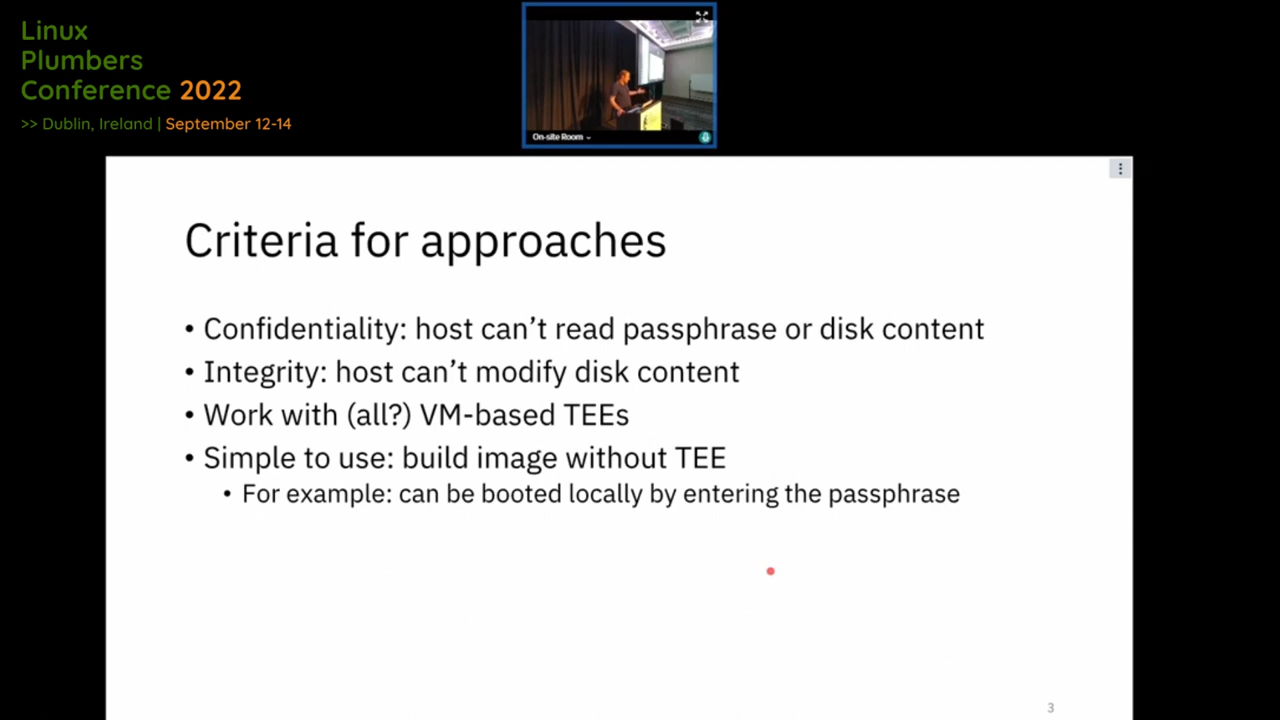 Linux
Plumbers
Conference 2022
>> Dublin, Ireland | September 12-14
On-site Room
Criteria for approaches
• Confidentiality: host can’t read passphrase or disk content
• Integrity: host can’t modify disk content
• Work with (all?) VM-based TEEs
• Simple to use: build image without TEE
• For example: can be booted locally by entering the passphrase
3